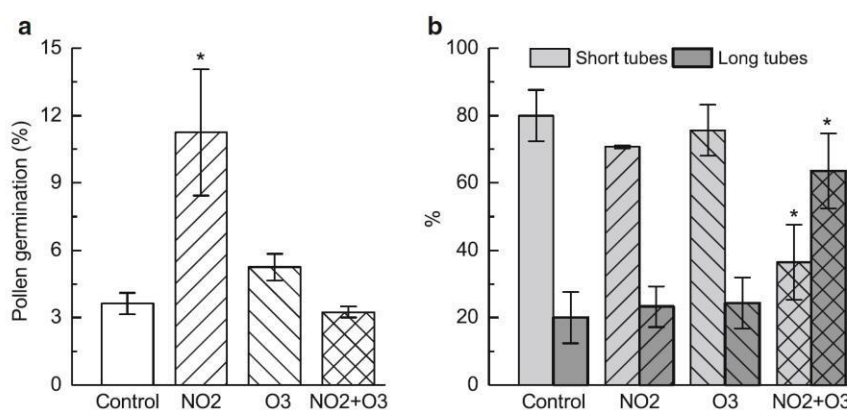 a
15
12
9
6
3
0
Pollen germination (%)
*
Control NO2 O3 NO2+O3
b
100
80
60
40
20
0
%
Short tubes Long tubes
*
*
Control NO2 O3 NO2+O3